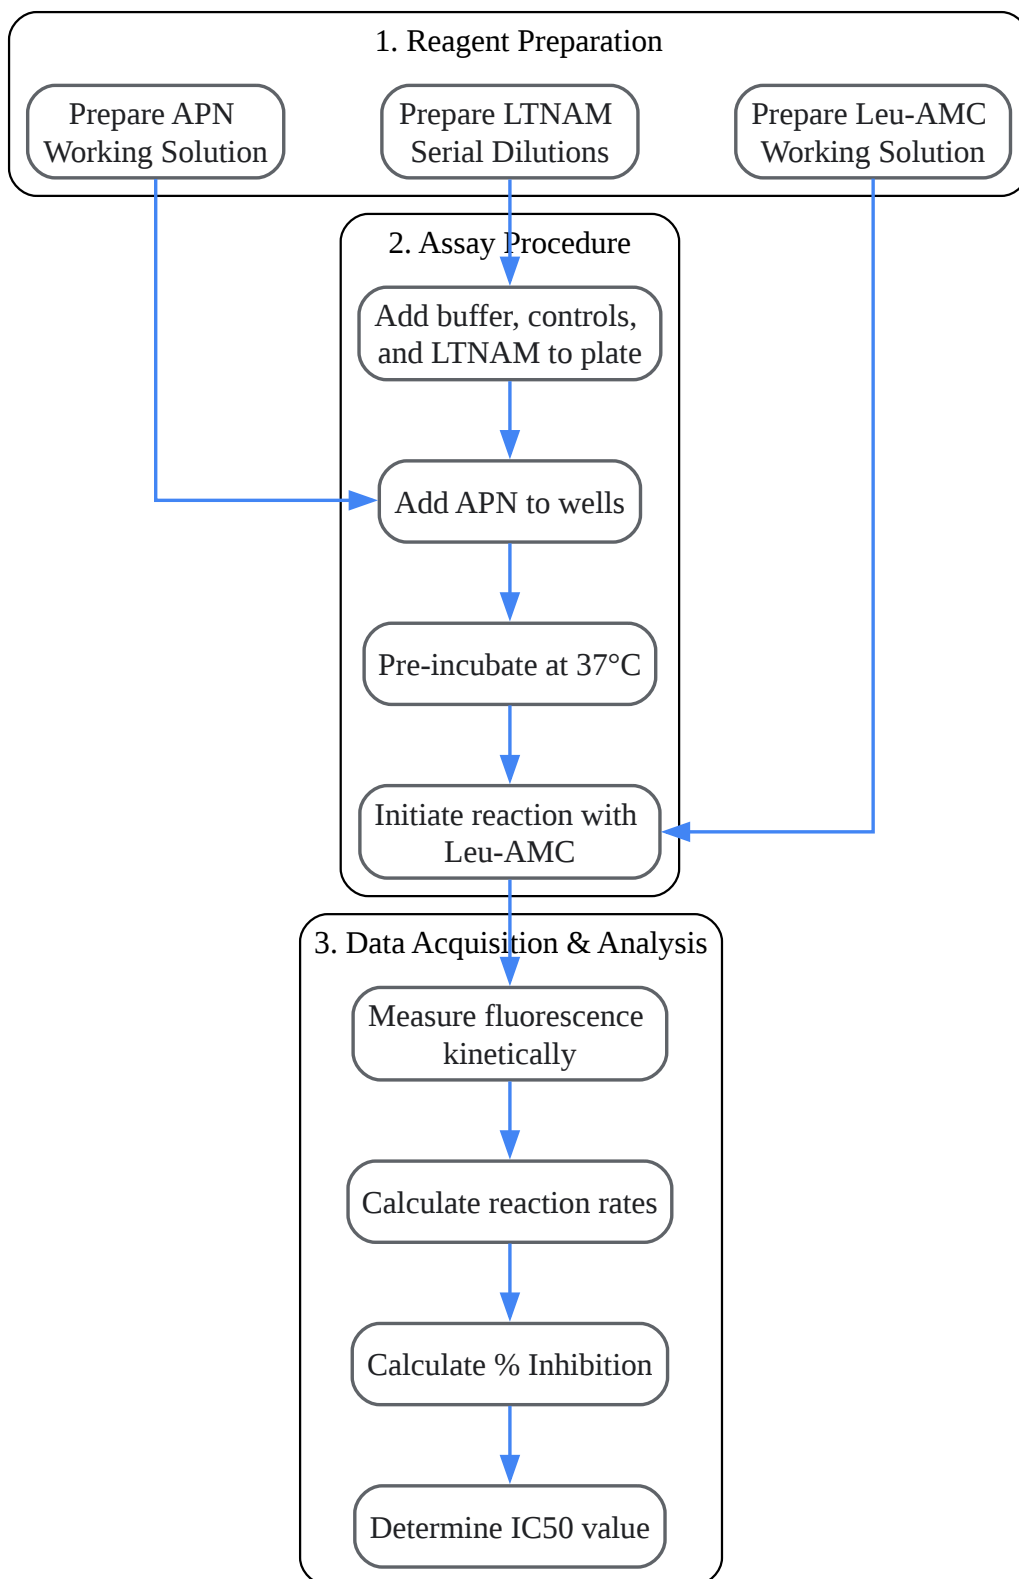 1. Reagent Preparation
Prepare APN
Working Solution
Prepare LTNAM
Serial Dilutions
Prepare Leu-AMC
Working Solution
2. Assay Procedure
Add buffer, controls,
and LTNAM to plate
Add APN to wells
Pre-incubate at 37°C
Initiate reaction with
Leu-AMC
3. Data Acquisition & Analysis
Measure fluorescence
kinetically
Calculate reaction rates
Calculate % Inhibition
Determine IC50 value